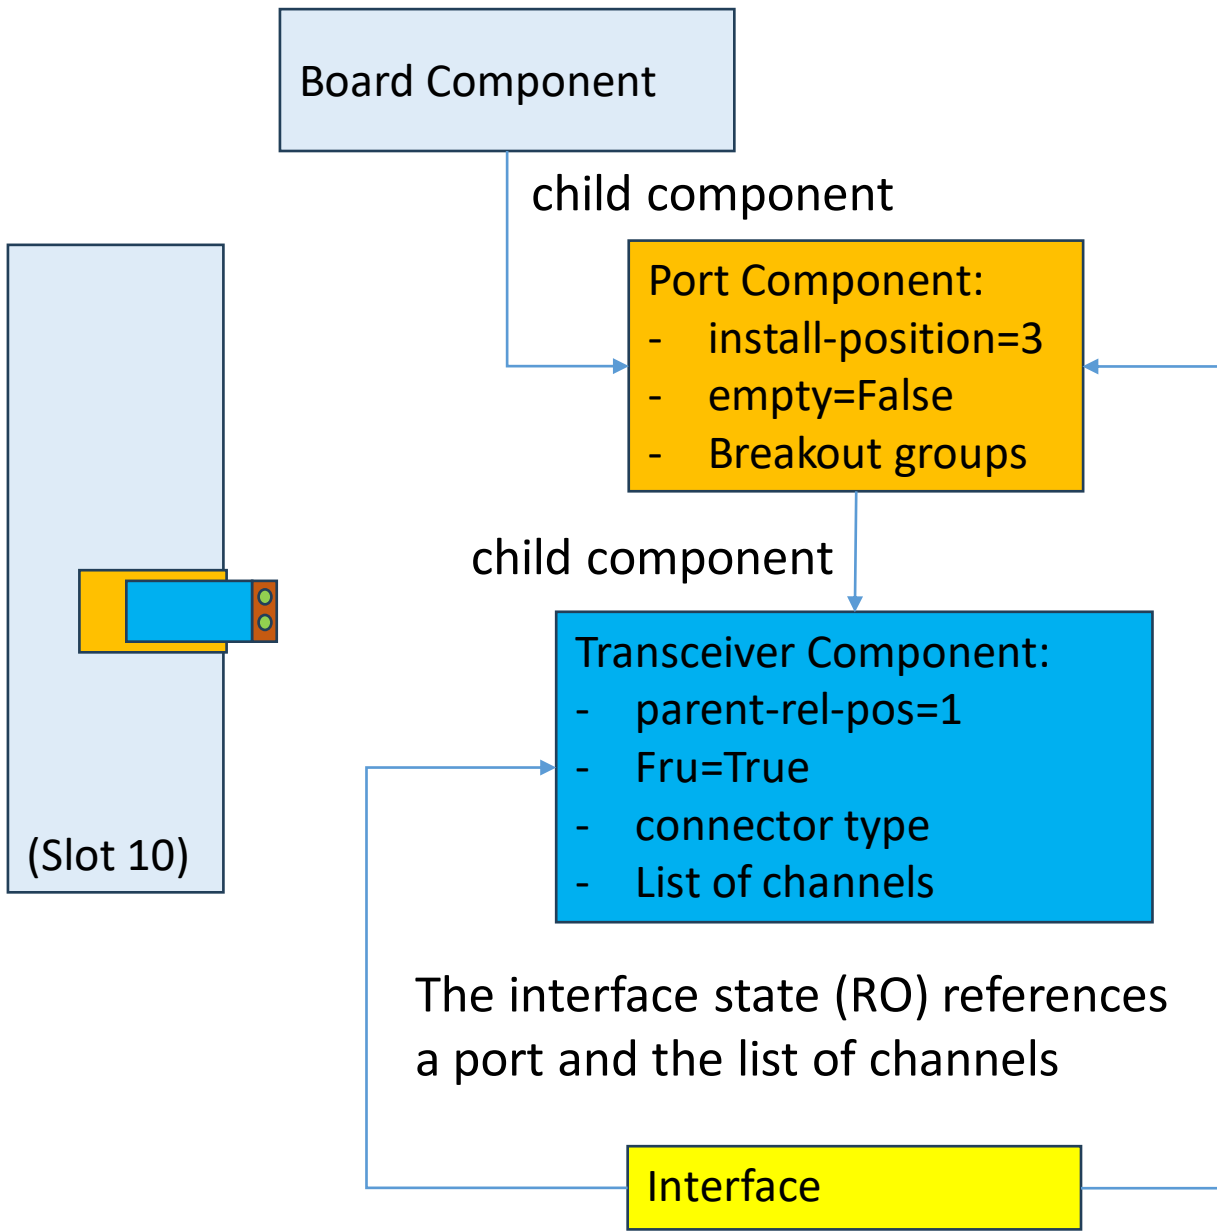 Board Component
child component
Port Component:
- install-position=3
- empty=False
- Breakout groups
child component
Transceiver Component:
- parent-rel-pos=1
- Fru=True
- connector type
- List of channels
(Slot 10)
The interface state (RO) references
a port and the list of channels
Interface